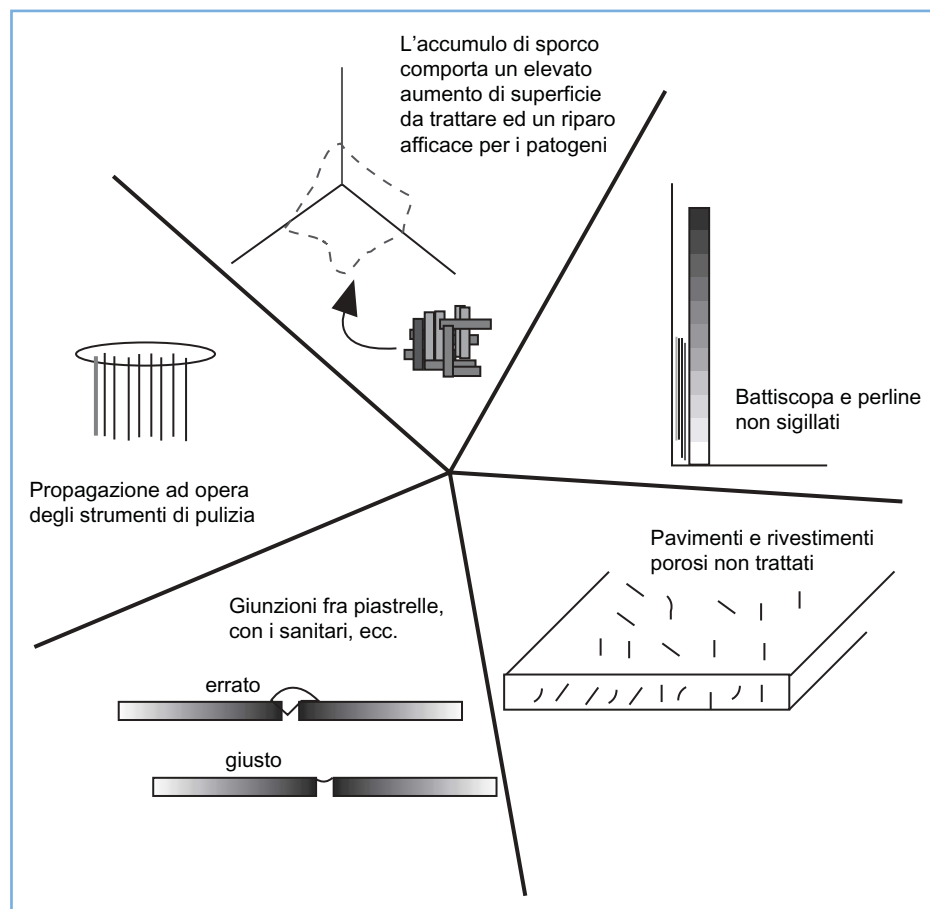 L'accumulo di sporco
comporta un elevato
aumento di superficie
da trattare ed un riparo
afficace per i patogeni
Battiscopa e perline
non sigillati
Propagazione ad opera
degli strumenti di pulizia
Pavimenti e rivestimenti
porosi non trattati
Giunzioni fra piastrelle,
con i sanitari, ecc.
errato
giusto